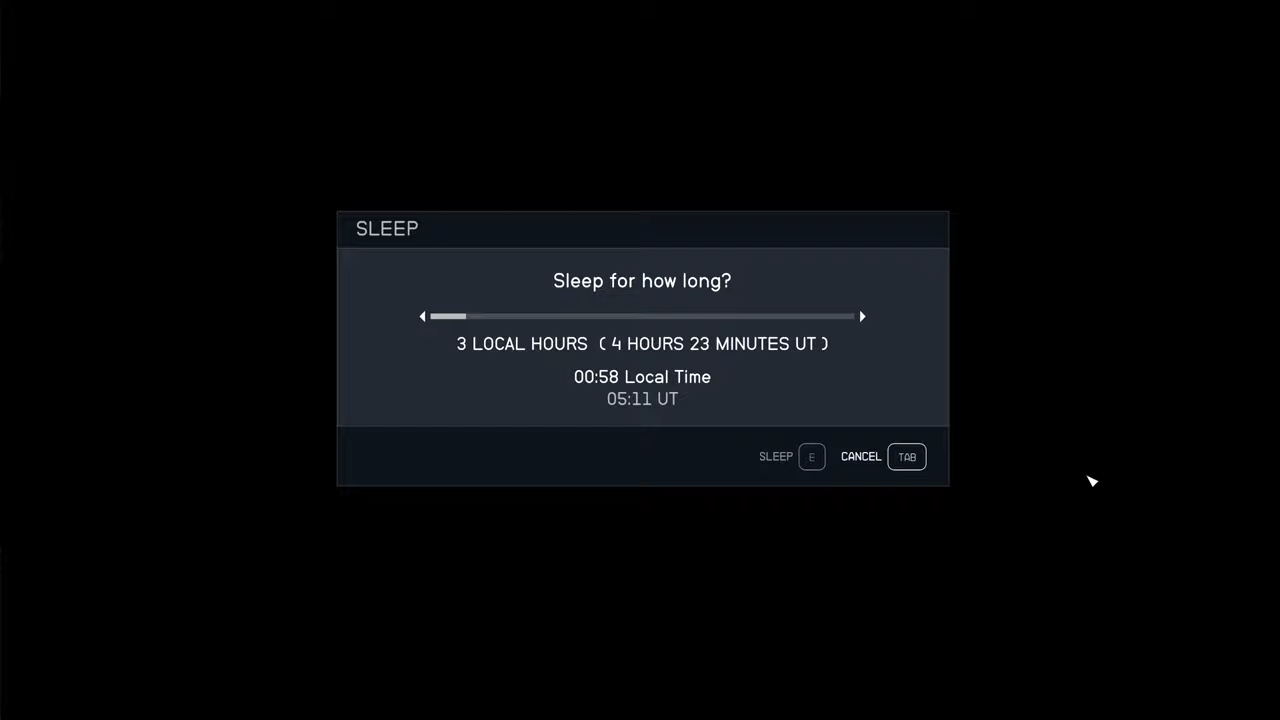 SLEEP
Sleep for how long?
3 LOCAL HOURS ( 4 HOURS 23 MINUTES UT )
00:58 Local Time
05:11 UT
SLEEP E CANCEL TAB